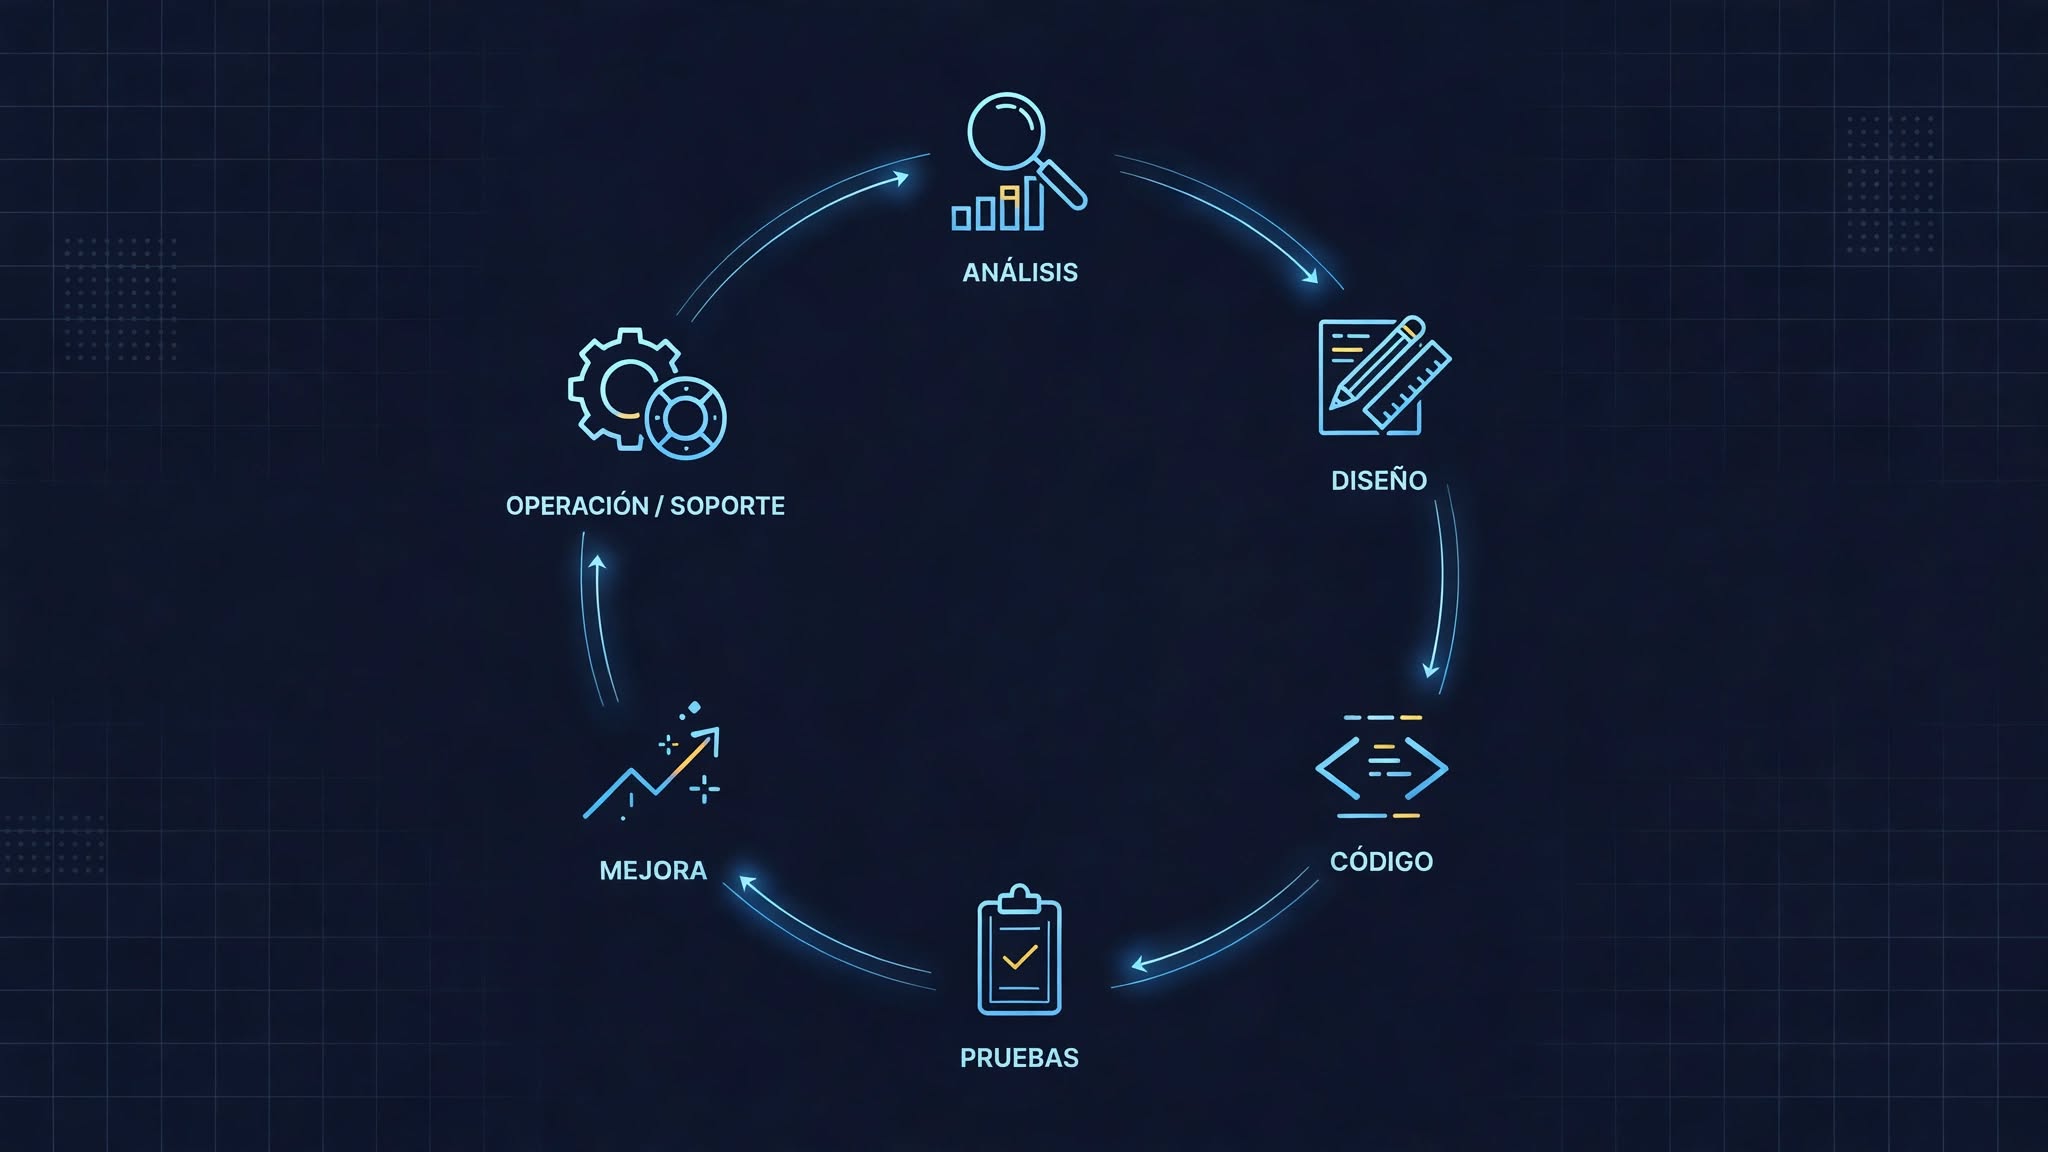 ANÁLISIS
DISEÑO
CÓDIGO
PRUEBAS
MEJORA
OPERACIÓN / SOPORTE